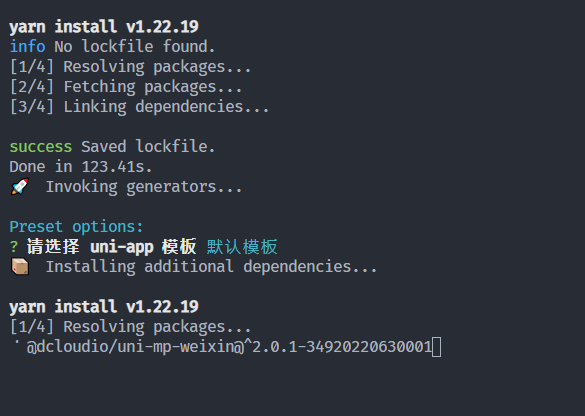 yarn install v1.22.19
info No lockfile found.
[1/4] Resolving packages...
[2/4] Fetching packages...
[3/4] Linking dependencies...
success Saved lockfile.
Done in 123.41s.
🚀 Invoking generators...
Preset options:
? 请选择 uni-app 模板 默认模板
📦 Installing additional dependencies...
yarn install v1.22.19
[1/4] Resolving packages...
⠈ @dcloudio/uni-mp-weixin@^2.0.1-34920220630001